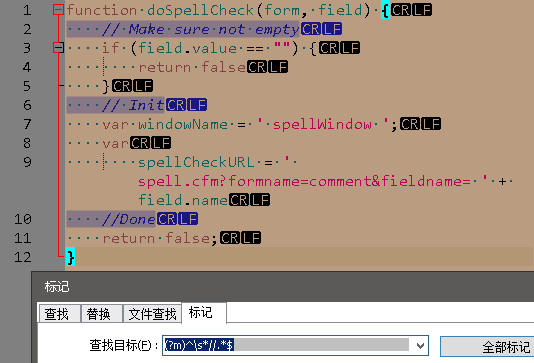 1 function doSpellCheck(form, field) {CRLF
2 // Make sure not emptyCRLF
3 if (field.value == "") {CRLF
4 return falseCRLF
5 }CRLF
6 // InitCRLF
7 var windowName = ' spellWindow ';CRLF
8 varCRLF
9 spellCheckURL = '
spell.cfm?formname=comment&fieldname= ' +
field.nameCRLF
10 //DoneCRLF
11 return false;CRLF
12 }
标记
查找 替换 文件查找 标记
查找目标(F): (?m)^\s*//.*$ 全部标记